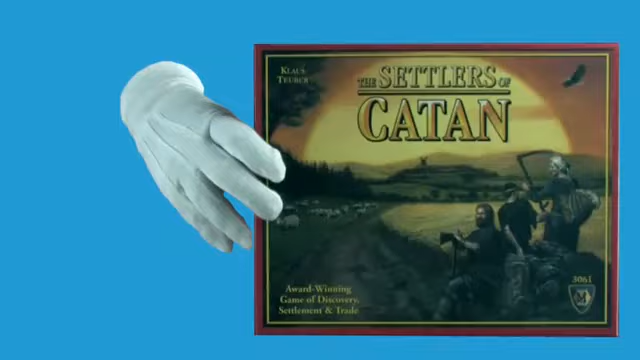 KLAUS
TEUBER
THE SETTLERS OF
CATAN
Award-Winning
Game of Discovery,
Settlement & Trade
3061
M